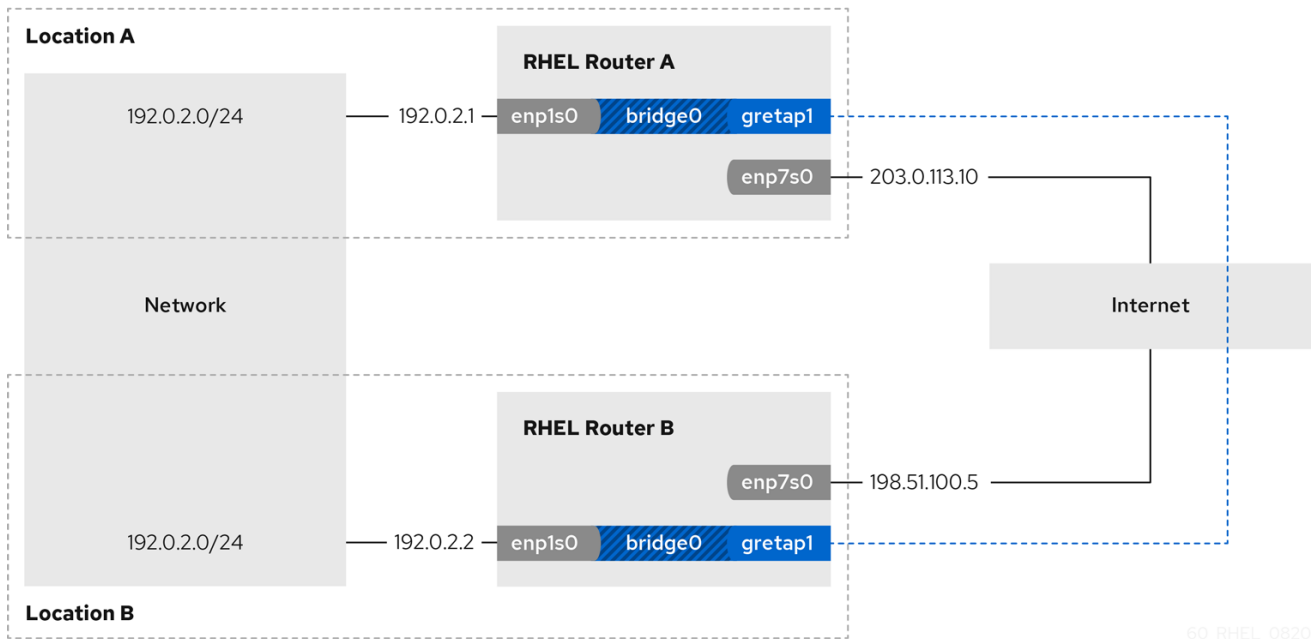 Location A
RHEL Router A
192.0.2.0/24
192.0.2.1
enp1s0
bridge0
gretap1
enp7s0
203.0.113.10
Network
Internet
RHEL Router B
enp7s0
198.51.100.5
192.0.2.0/24
192.0.2.2
enp1s0
bridge0
gretap1
Location B
60_RHEL_0820